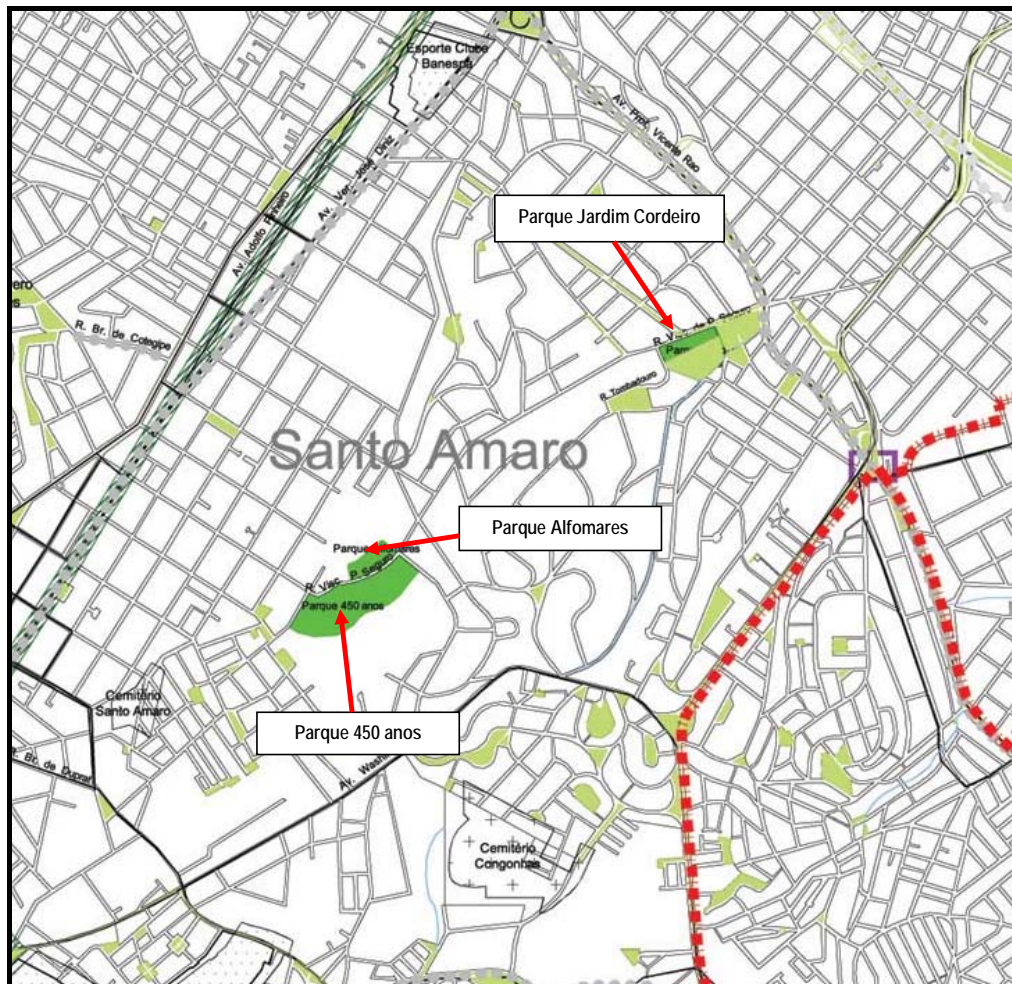 C
Esporte Clube
Banespa
Av. Prof. Vicente Rao
Av. Ver. José Diniz
Av. Adolfo
Parque Jardim Cordeiro
R. Br. de Cotegipe
R. Tombadouro
Santo Amaro
Parque Alfomares
Parque Alfomares
R. Visc. P. Seguro
Parque 450 anos
Cemitério
Santo Amaro
Parque 450 anos
R. Br. de Duprat
Av. Wash
Cemitério
Congonhas